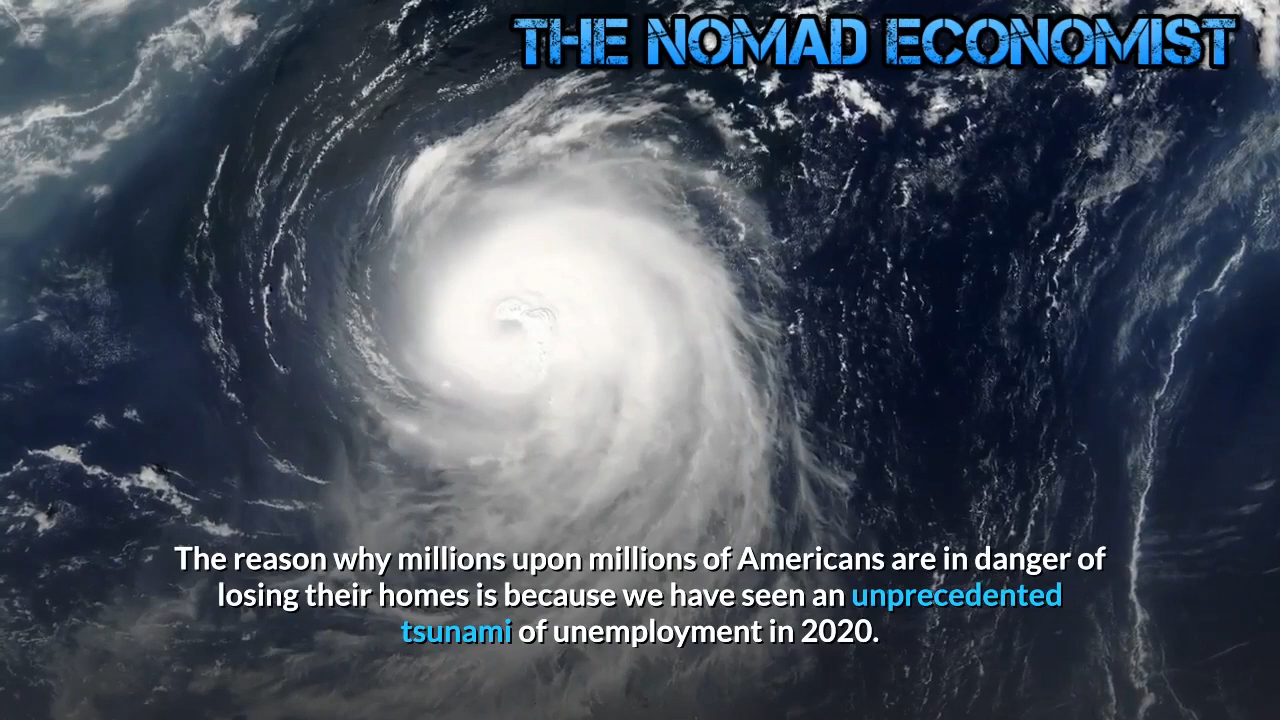 THE NOMAD ECONOMIST
The reason why millions upon millions of Americans are in danger of
losing their homes is because we have seen an unprecedented
tsunami of unemployment in 2020.